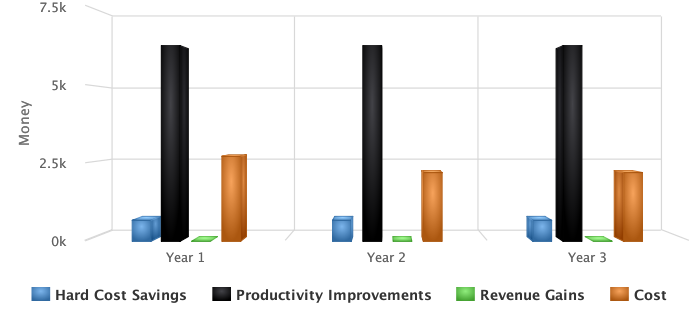 7.5k
5k
2.5k
0k
Money
Year 1 Year 2 Year 3
Hard Cost Savings Productivity Improvements Revenue Gains Cost